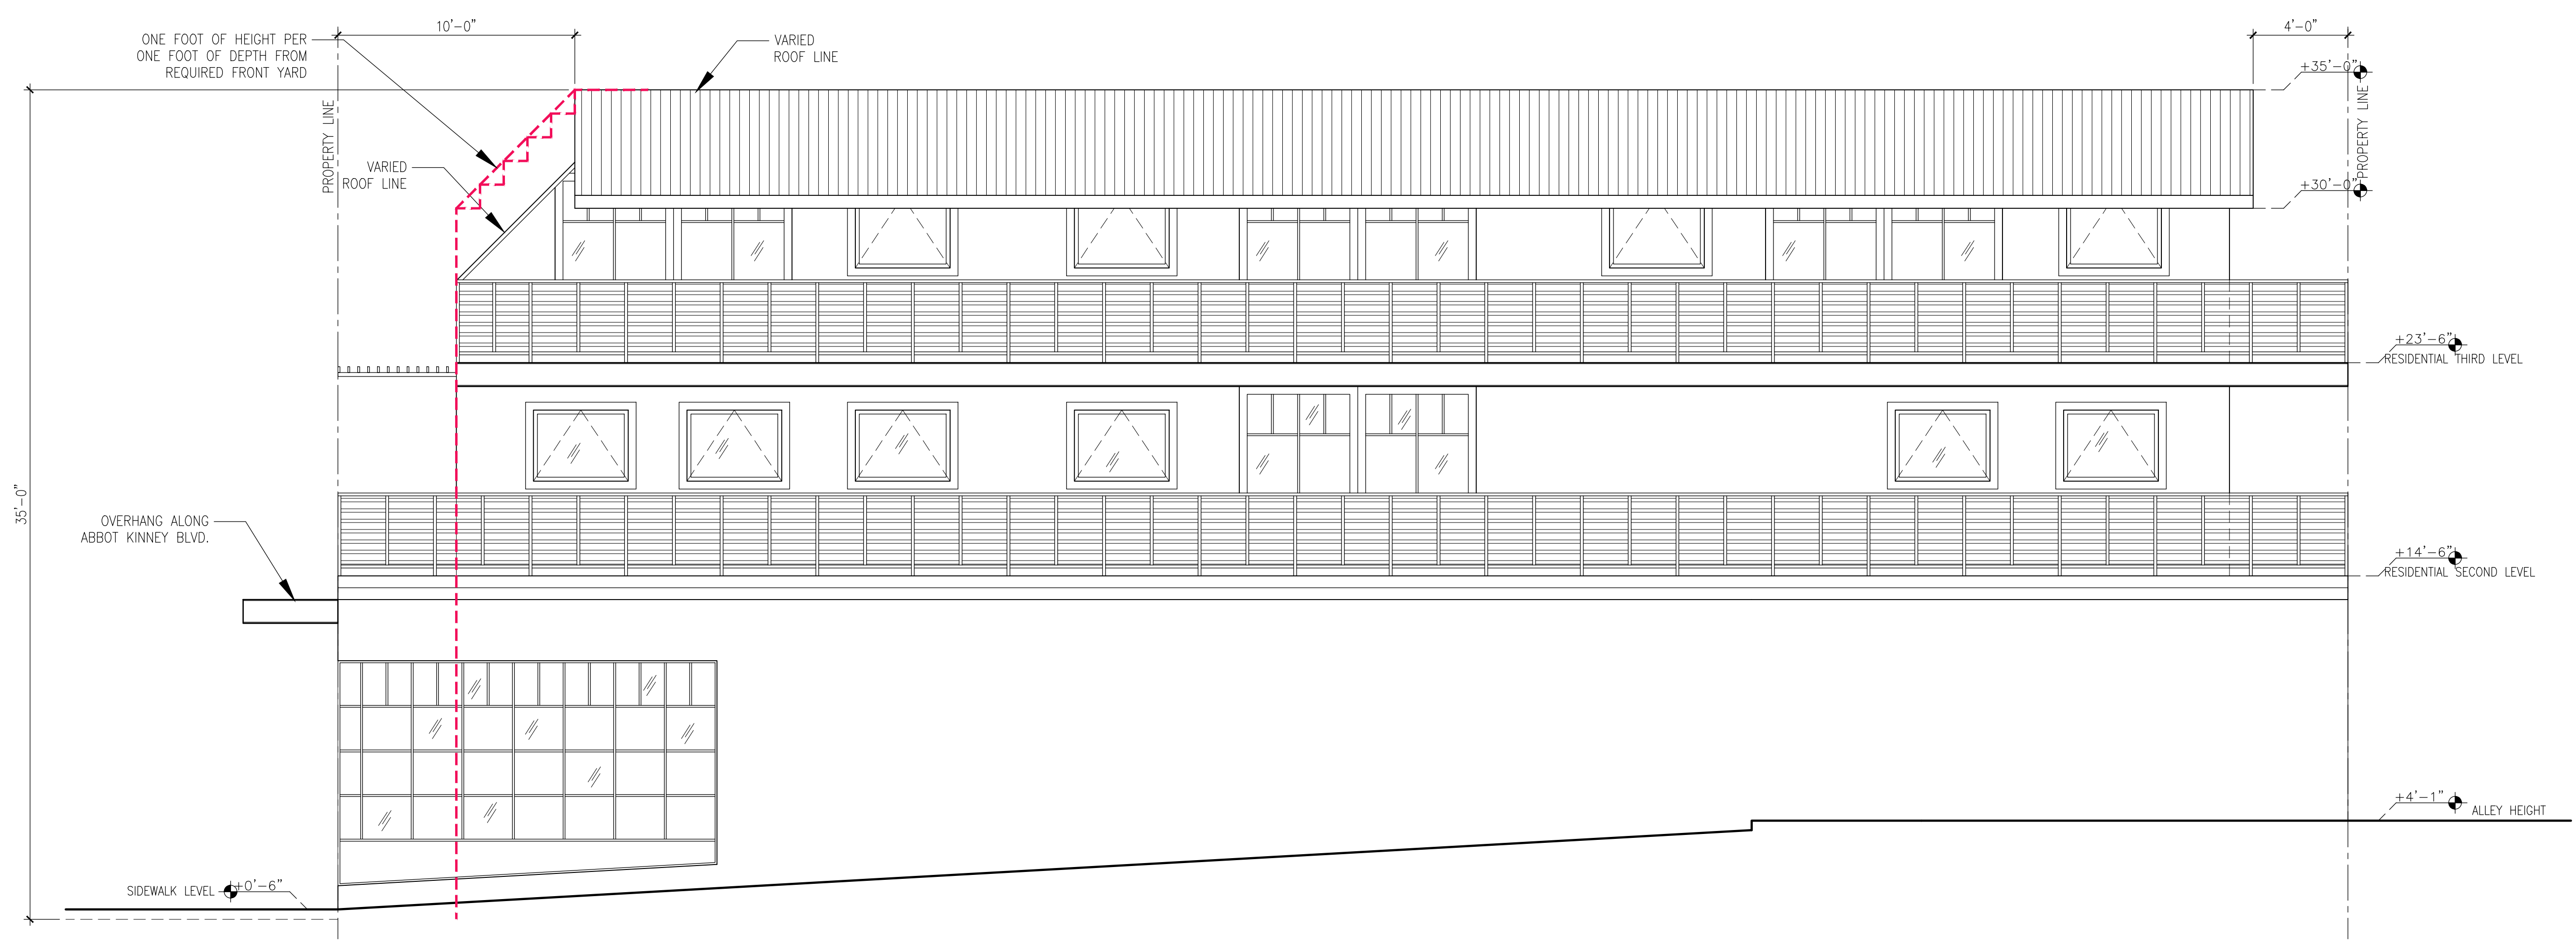 10'-0"
4'-0"
ONE FOOT OF HEIGHT PER
ONE FOOT OF DEPTH FROM
REQUIRED FRONT YARD
VARIED
ROOF LINE
+35'-0"
PROPERTY LINE
PROPERTY LINE
VARIED
ROOF LINE
+30'-0"
+23'-6"
RESIDENTIAL THIRD LEVEL
35'-0"
OVERHANG ALONG
ABBOT KINNEY BLVD.
+14'-6"
RESIDENTIAL SECOND LEVEL
+4'-1"
ALLEY HEIGHT
SIDEWALK LEVEL
+0'-6"